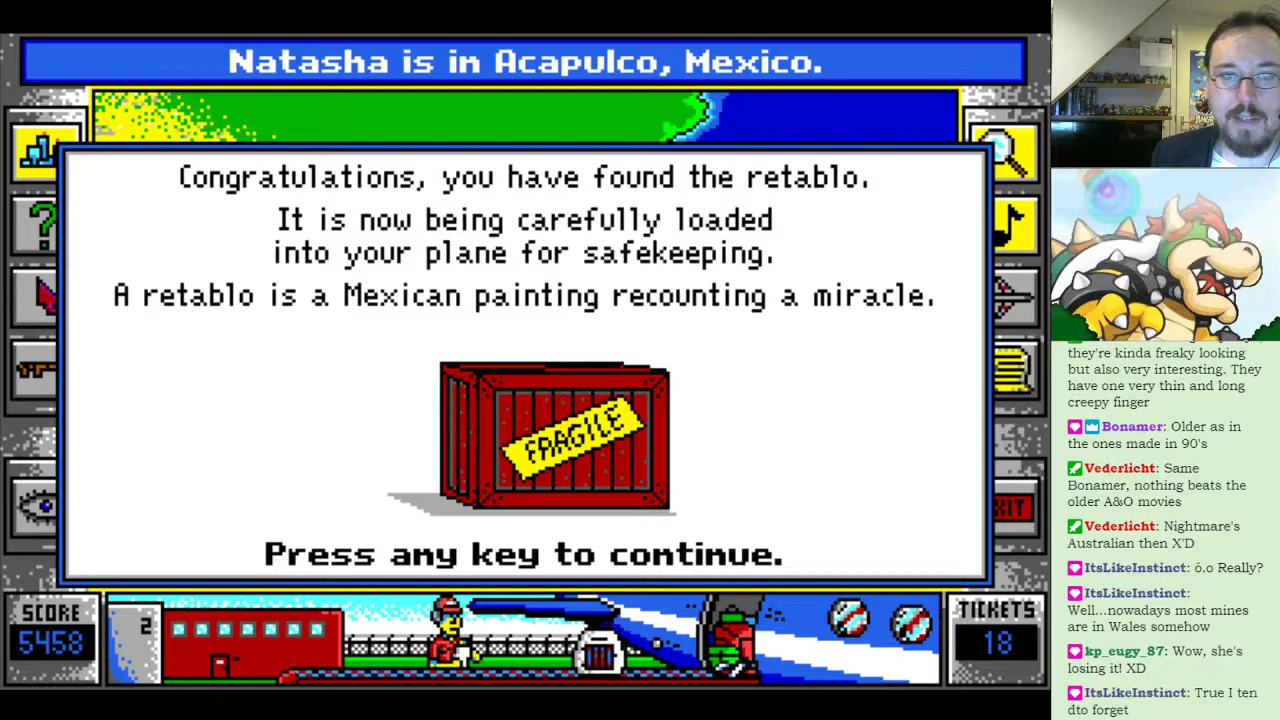 Natasha is in Acapulco, Mexico.
Congratulations, you have found the retablo.
It is now being carefully loaded
into your plane for safekeeping.
A retablo is a Mexican painting recounting a miracle.
FRAGILE
Press any key to continue.
SCORE
5458
2
TICKETS
18
they're kinda freaky looking
but also very interesting. They
have one very thin and long
creepy finger
Bonamer: Older as in
the ones made in 90's
Vederlicht: Same
Bonamer, nothing beats the
older A&O movies
Vederlicht: Nightmare's
Australian then X'D
ItsLikeInstinct: ó.o Really?
ItsLikeInstinct:
Well...nowadays most mines
are in Wales somehow
kp_eugy_87: Wow, she's
losing it! XD
ItsLikeInstinct: True I ten
dto forget